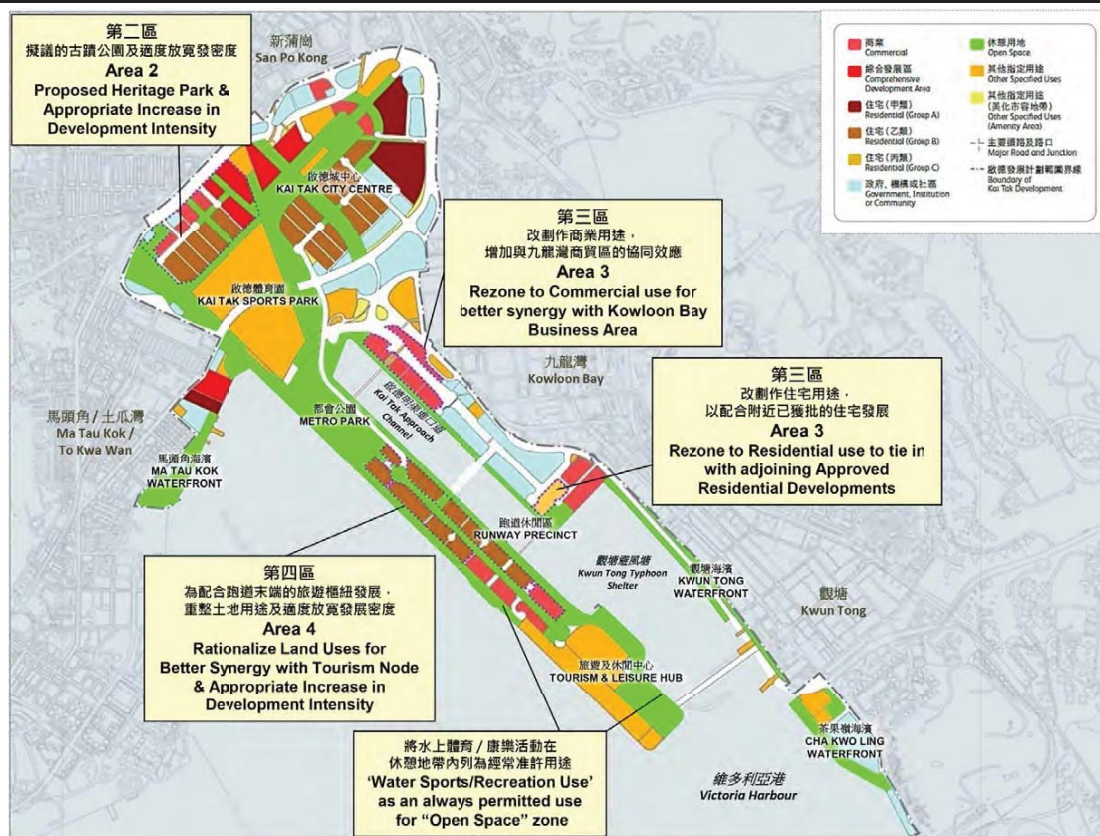 第二區
擬議的古蹟公園及適度放寬發密度
Area 2
Proposed Heritage Park &
Appropriate Increase in
Development Intensity
新蒲崗
San Po Kong
商業
Commercial
綜合發展區
Comprehensive
Development Area
住宅(甲類)
Residential (Group A)
住宅(乙類)
Residential (Group B)
住宅(丙類)
Residential (Group C)
政府、機構或社區
Government, Institution
or Community
休憩用地
Open Space
其他指定用途
Other Specified Uses
其他指定用途
(美化市容地帶)
Other Specified Uses
(Amenity Area)
主要道路及路口
Major Road and Junction
啟德發展計劃範圍界線
Boundary of
Kai Tak Development
啟德城中心
KAI TAK CITY CENTRE
第三區
改劃作商業用途,
增加與九龍灣商貿區的協同效應
Area 3
Rezone to Commercial use for
better synergy with Kowloon Bay
Business Area
啟德體育園
KAI TAK SPORTS PARK
九龍灣
Kowloon Bay
第三區
改劃作住宅用途,
以配合附近已獲批的住宅發展
Area 3
Rezone to Residential use to tie in
with adjoining Approved
Residential Developments
啟德明渠進口道
Kai Tak Approach
Channel
都會公園
METRO PARK
馬頭角/土瓜灣
Ma Tau Kok /
To Kwa Wan
馬頭角海濱
MA TAU KOK
WATERFRONT
跑道休閒區
RUNWAY PRECINCT
觀塘避風塘
Kwun Tong Typhoon
Shelter
觀塘海濱
KWUN TONG
WATERFRONT
觀塘
Kwun Tong
第四區
為配合跑道末端的旅遊樞紐發展,
重整土地用途及適度放寬發展密度
Area 4
Rationalize Land Uses for
Better Synergy with Tourism Node
& Appropriate Increase in
Development Intensity
旅遊及休閒中心
TOURISM & LEISURE HUB
茶果嶺海濱
CHA KWO LING
WATERFRONT
將水上體育/康樂活動在
休憩地帶內列為經常准許用途
'Water Sports/Recreation Use'
as an always permitted use
for "Open Space" zone
維多利亞港
Victoria Harbour